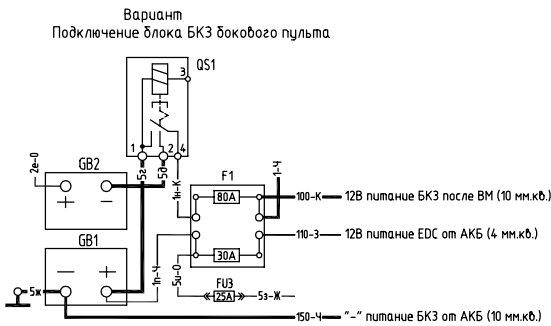 Вариант
Подключение блока БКЗ бокового пульта
QS1
3
1
2
4
2е-О
GB2
5г
5д
1н-К
F1
1-Ч
+
−
80А
100-К
12В питание БКЗ после ВМ (10 мм.кв.)
GB1
110-З
12В питание EDC от АКБ (4 мм.кв.)
−
+
1п-Ч
30А
5и-О
FU3
5ж
25А
5з-Ж
150-Ч
"-" питание БКЗ от АКБ (10 мм.кв.)